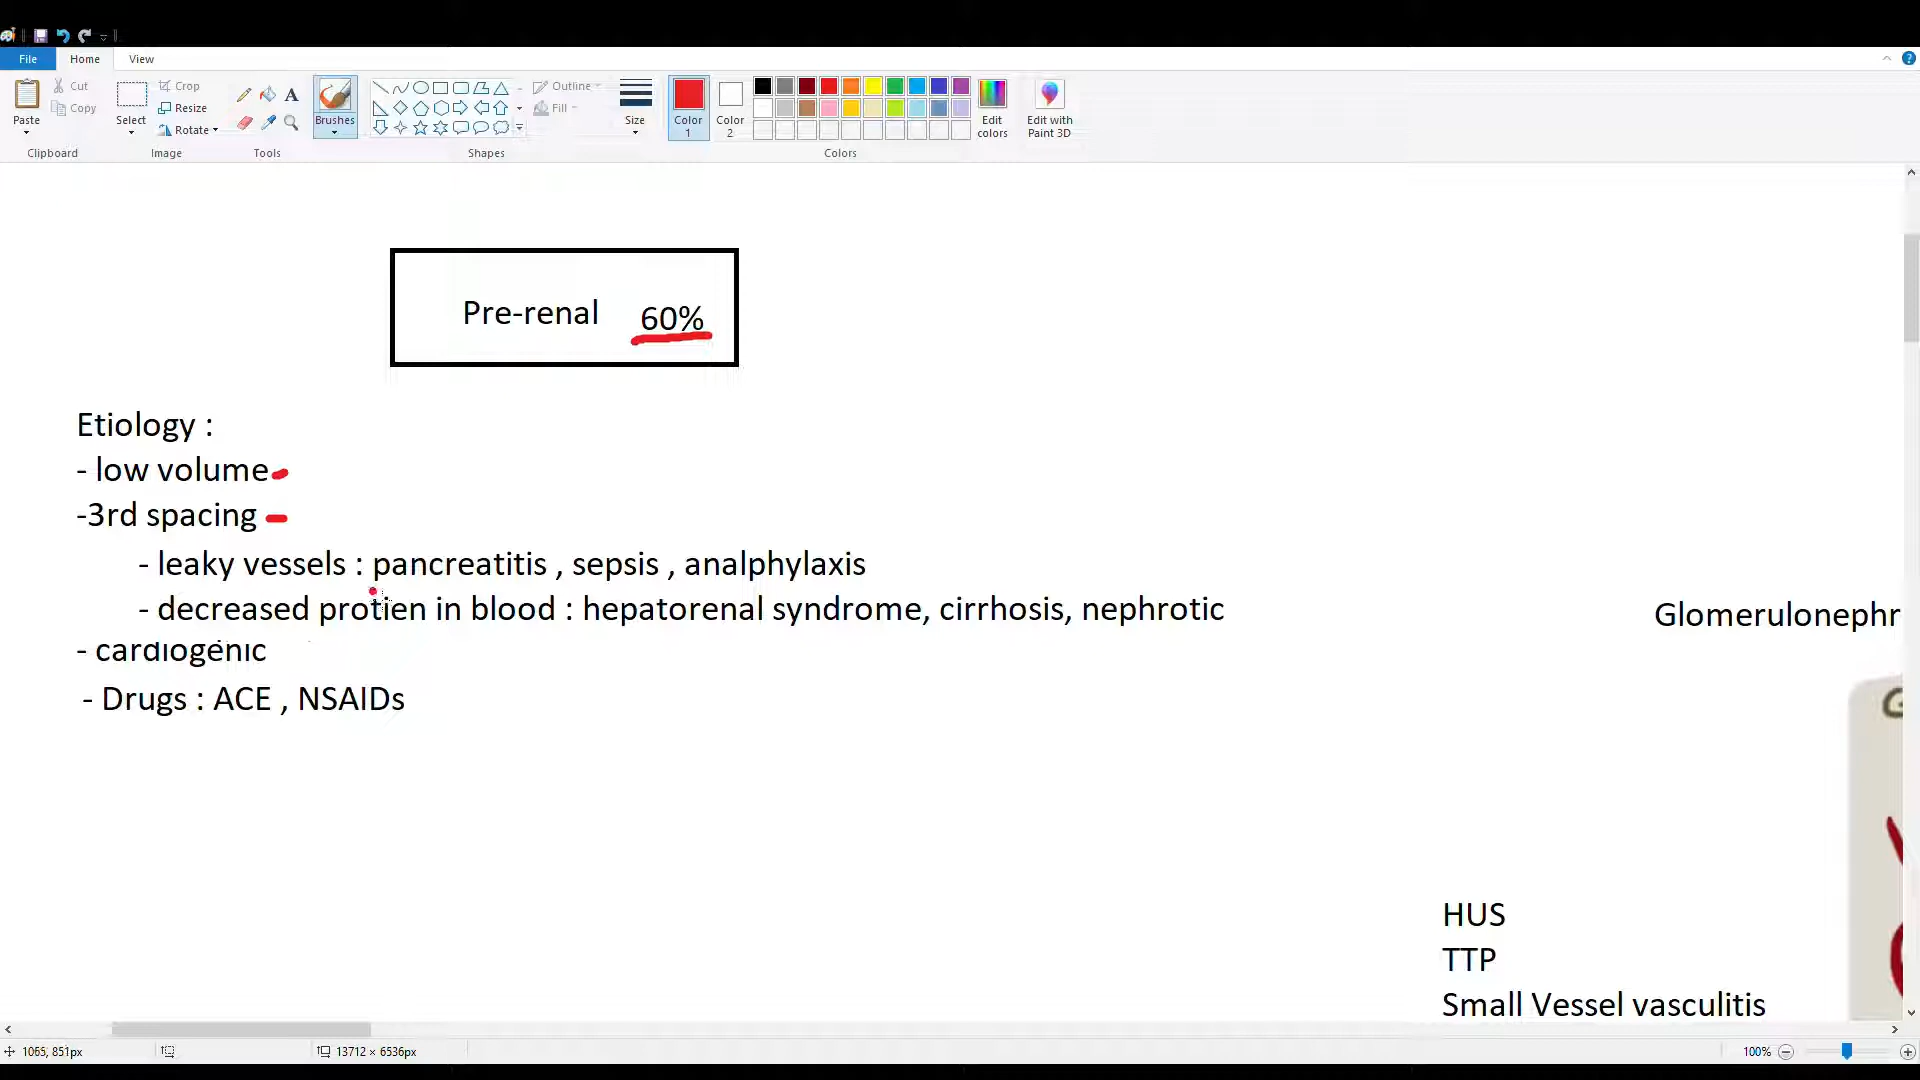 File Home View
Paste Cut Copy Clipboard
Select Crop Resize Rotate Image
A Tools
Brushes
Outline Fill Shapes
Size
Color 1 Color 2 Edit colors Colors
Edit with Paint 3D
Pre-renal 60%
Etiology :
- low volume
-3rd spacing
- leaky vessels : pancreatitis , sepsis , analphylaxis
- decreased protien in blood : hepatorenal syndrome, cirrhosis, nephrotic
- cardiogenic
- Drugs : ACE , NSAIDs
Glomerulonephr
HUS
TTP
Small Vessel vasculitis
1065, 851px 13712 × 6536px 100%